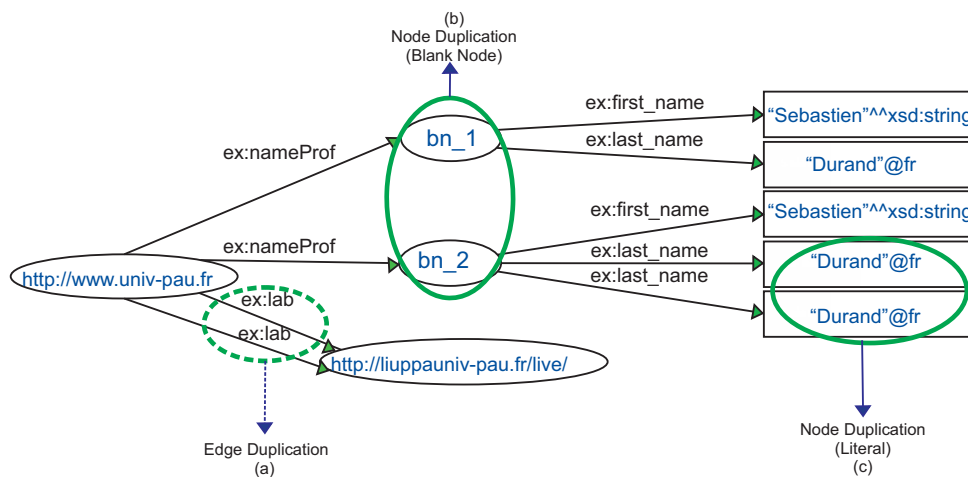 (b)
Node Duplication
(Blank Node)
ex:first_name
"Sebastien"^^xsd:string
bn_1
ex:last_name
ex:nameProf
"Durand"@fr
ex:first_name
"Sebastien"^^xsd:string
ex:nameProf
ex:last_name
bn_2
"Durand"@fr
ex:last_name
http://www.univ-pau.fr
ex:lab
"Durand"@fr
ex:lab
http://liuppauniv-pau.fr/live/
Edge Duplication
(a)
Node Duplication
(Literal)
(c)